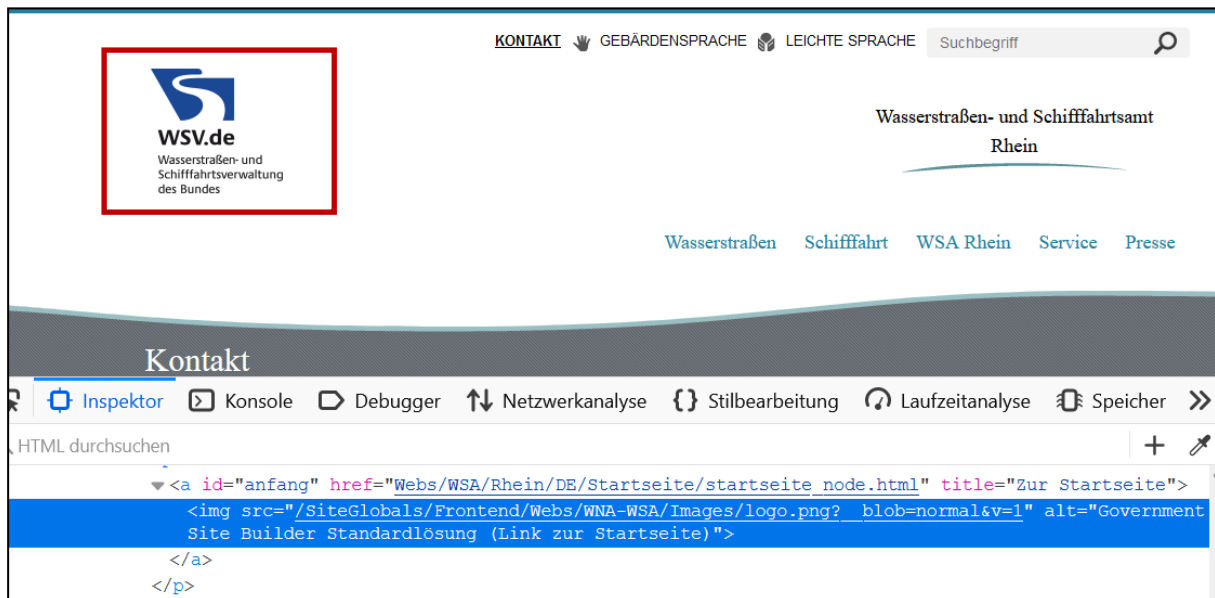 KONTAKT GEBÄRDENSPRACHE LEICHTE SPRACHE Suchbegriff
WSV.de
Wasserstraßen- und
Schifffahrtsverwaltung
des Bundes
Wasserstraßen- und Schifffahrtsamt
Rhein
Wasserstraßen Schifffahrt WSA Rhein Service Presse
Kontakt
Inspektor Konsole Debugger Netzwerkanalyse {} Stilbearbeitung Laufzeitanalyse Speicher
HTML durchsuchen
<a id="anfang" href="Webs/WSA/Rhein/DE/Startseite/startseite_node.html" title="Zur Startseite">
<img src="/SiteGlobals/Frontend/Webs/WNA-WSA/Images/logo.png?__blob=normal&v=1" alt="Government
Site Builder Standardlösung (Link zur Startseite)">
</a>
</p>